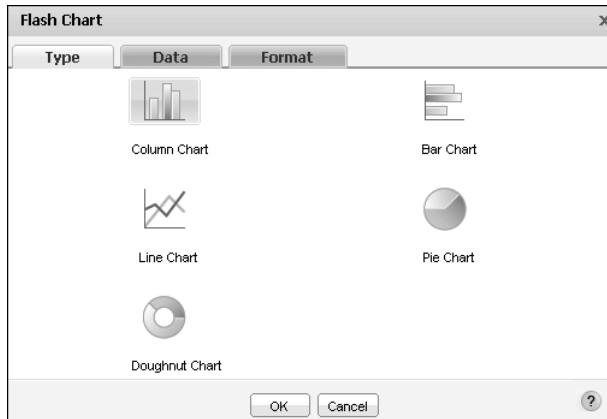 Flash Chart x
Type Data Format
Column Chart Bar Chart
Line Chart Pie Chart
Doughnut Chart
OK Cancel ?